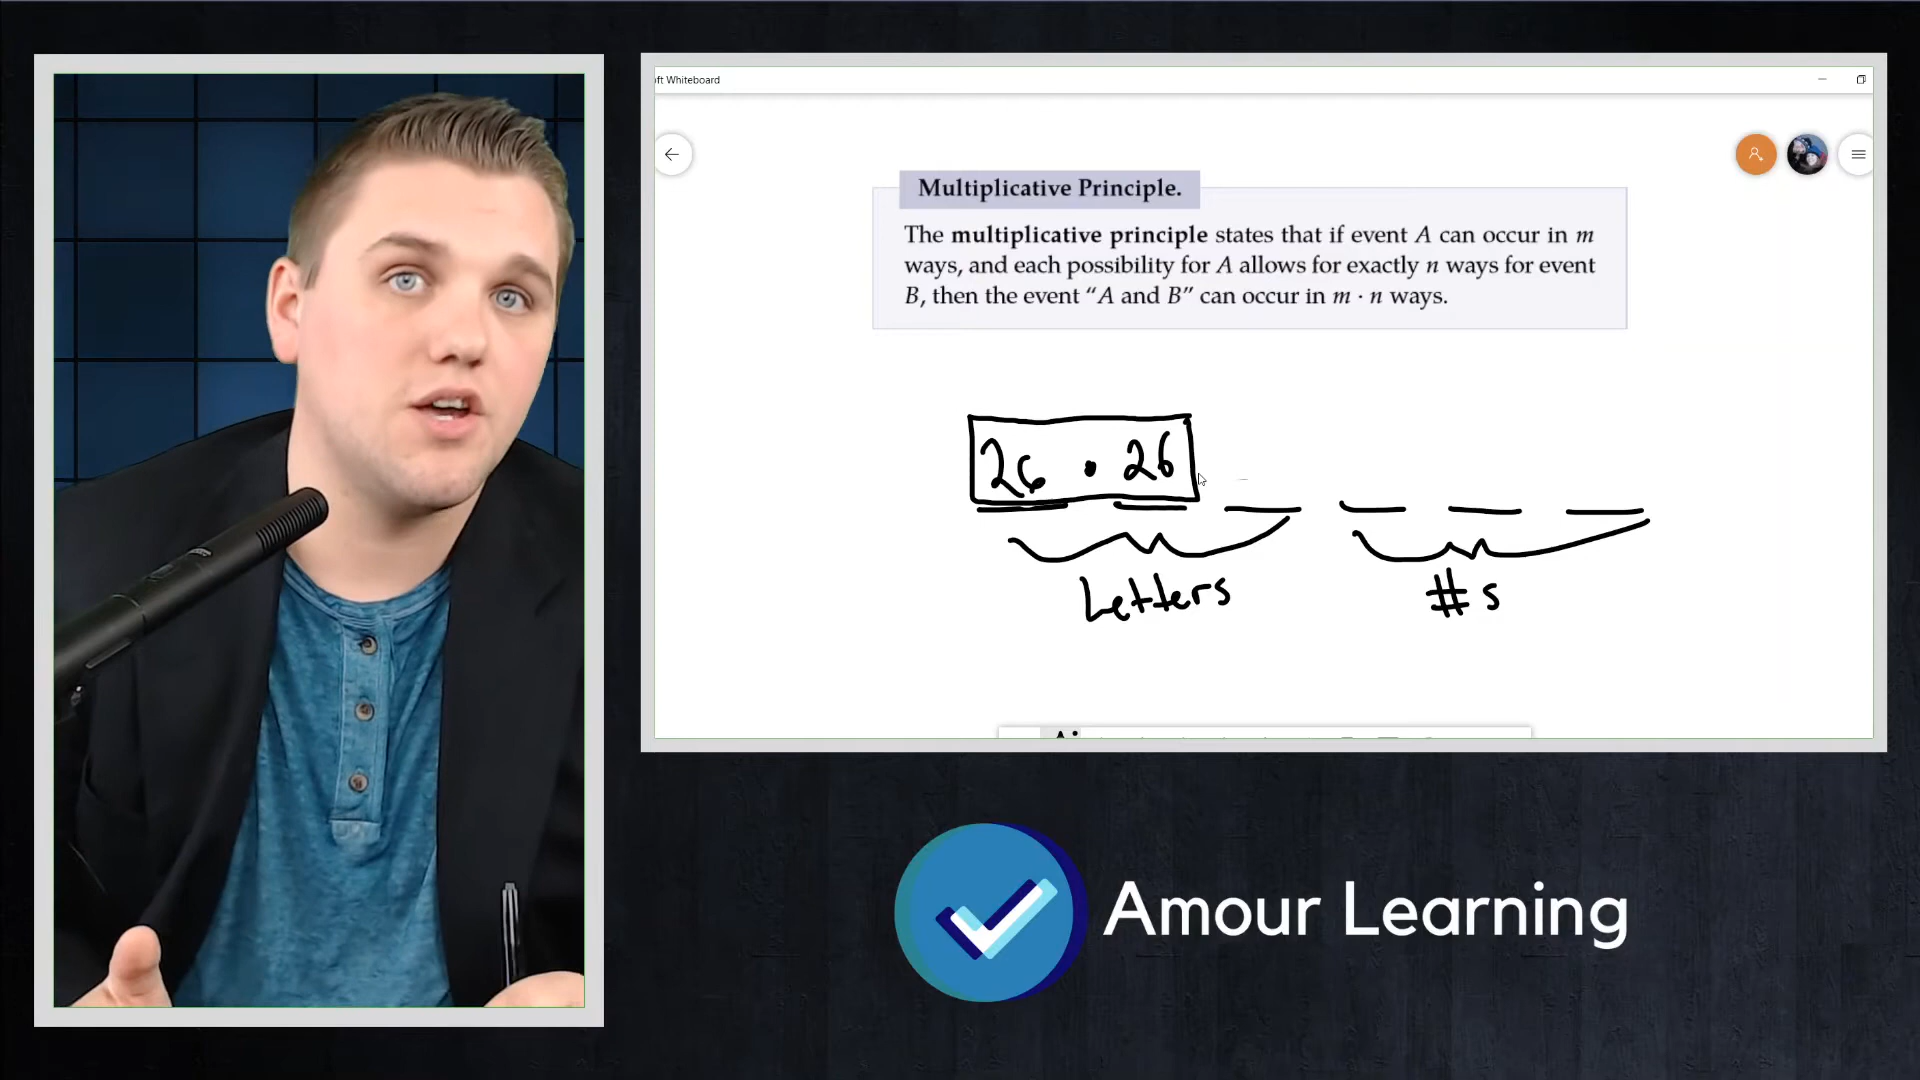 ft Whiteboard
Multiplicative Principle.
The multiplicative principle states that if event A can occur in m
ways, and each possibility for A allows for exactly n ways for event
B, then the event “A and B” can occur in m · n ways.
26 · 26
Letters
#s
Amour Learning